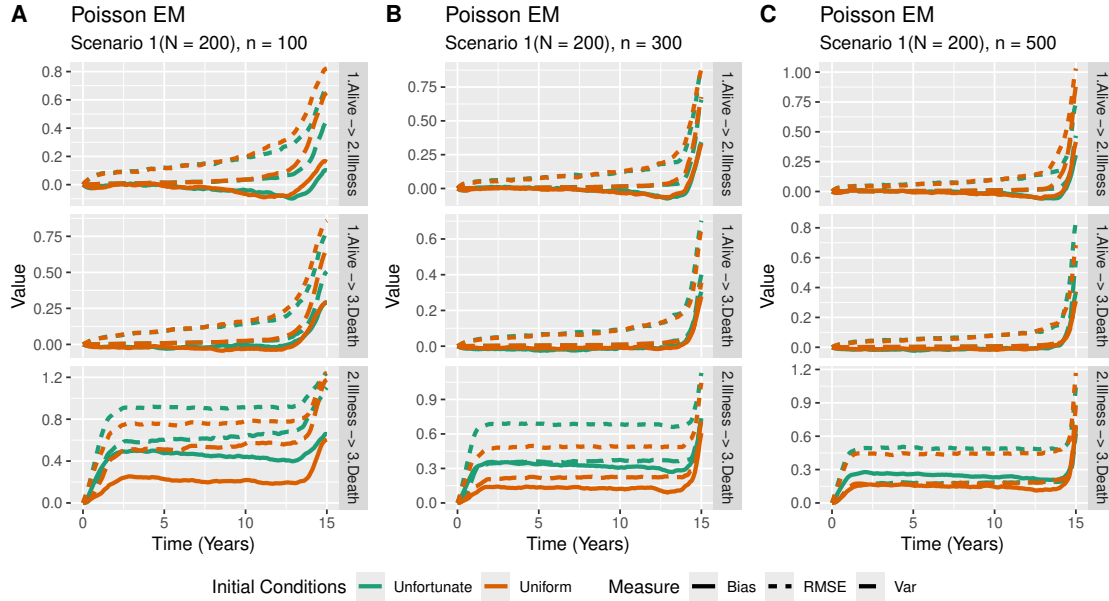 A
Poisson EM
Scenario 1(N = 200), n = 100
0.8
0.6
0.4
0.2
0.0
1.Alive −> 2.Illness
0.75
0.50
0.25
0.00
1.Alive −> 3.Death
1.2
0.8
0.4
0.0
2.Illness −> 3.Death
0
5
10
15
Value
Time (Years)
B
Poisson EM
Scenario 1(N = 200), n = 300
0.75
0.50
0.25
0.00
1.Alive −> 2.Illness
0.6
0.4
0.2
0.0
1.Alive −> 3.Death
0.9
0.6
0.3
0.0
2.Illness −> 3.Death
0
5
10
15
Value
Time (Years)
C
Poisson EM
Scenario 1(N = 200), n = 500
1.00
0.75
0.50
0.25
0.00
1.Alive −> 2.Illness
0.8
0.6
0.4
0.2
0.0
1.Alive −> 3.Death
1.2
0.9
0.6
0.3
0.0
2.Illness −> 3.Death
0
5
10
15
Value
Time (Years)
Initial Conditions Unfortunate Uniform Measure Bias RMSE Var